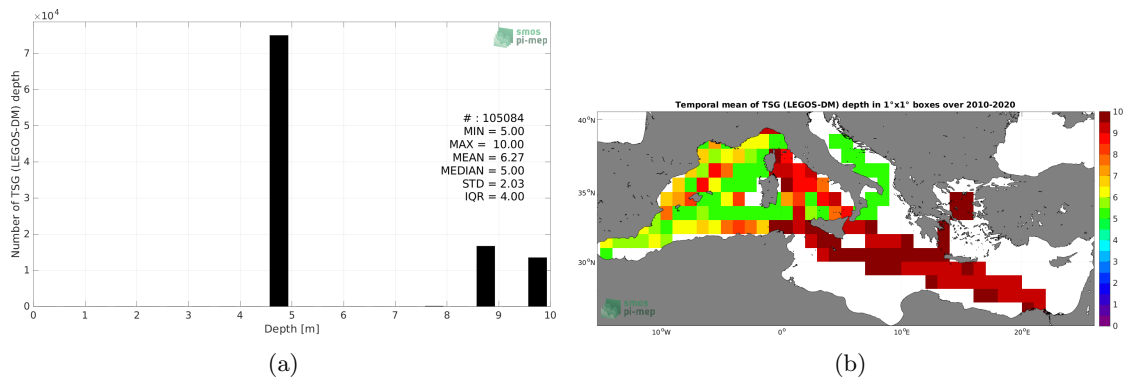 ×10⁴
7
6
5
4
3
2
1
0
Number of TSG (LEGOS-DM) depth
smos
pi-mep
# : 105084
MIN = 5.00
MAX = 10.00
MEAN = 6.27
MEDIAN = 5.00
STD = 2.03
IQR = 4.00
0 1 2 3 4 5 6 7 8 9 10
Depth [m]
(a)
Temporal mean of TSG (LEGOS-DM) depth in 1°x1° boxes over 2010-2020
40°N
35°N
30°N
10°W
0°
10°E
20°E
smos
pi-mep
10
9
8
7
6
5
4
3
2
1
0
(b)